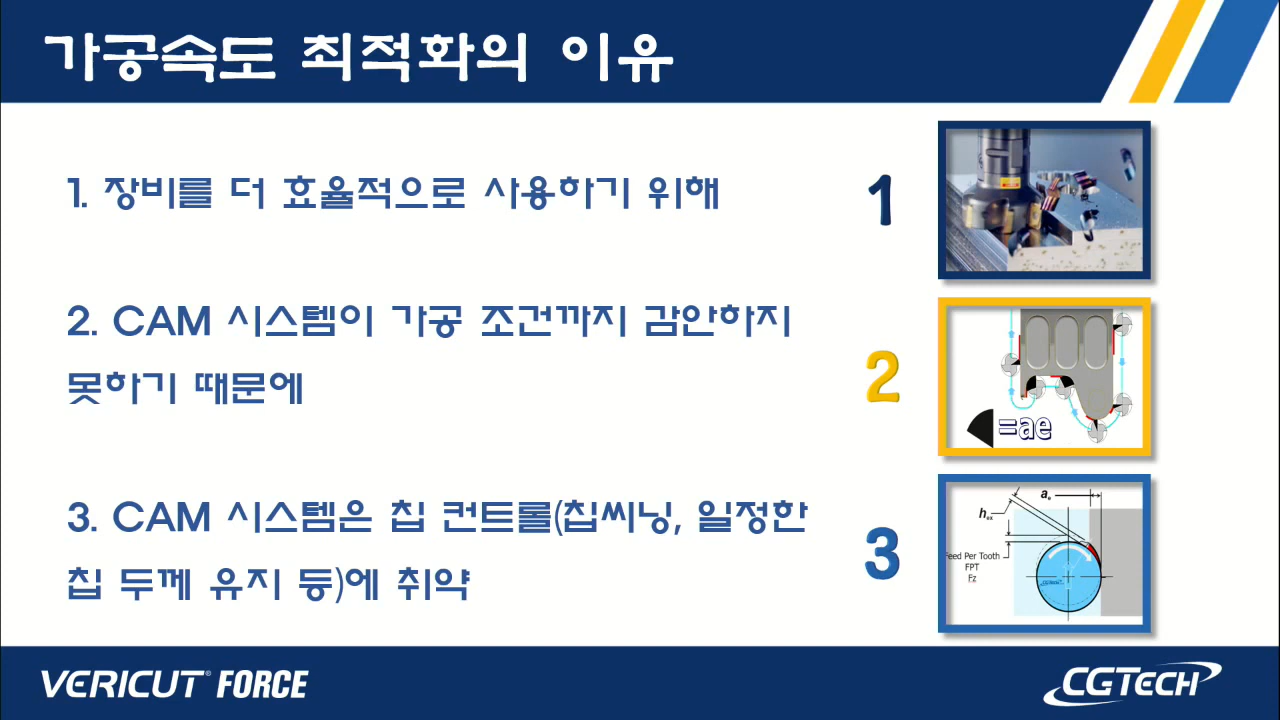 가공속도 최적화의 이유
1. 장비를 더 효율적으로 사용하기 위해
1
2. CAM 시스템이 가공 조건까지 감안하지
못하기 때문에
2
=ae
3. CAM 시스템은 칩 컨트롤(칩씨닝, 일정한
칩 두께 유지 등)에 취약
3
ae
hex
Feed Per Tooth
FPT
Fz
CGTECH
VERICUT® FORCE
CGTECH